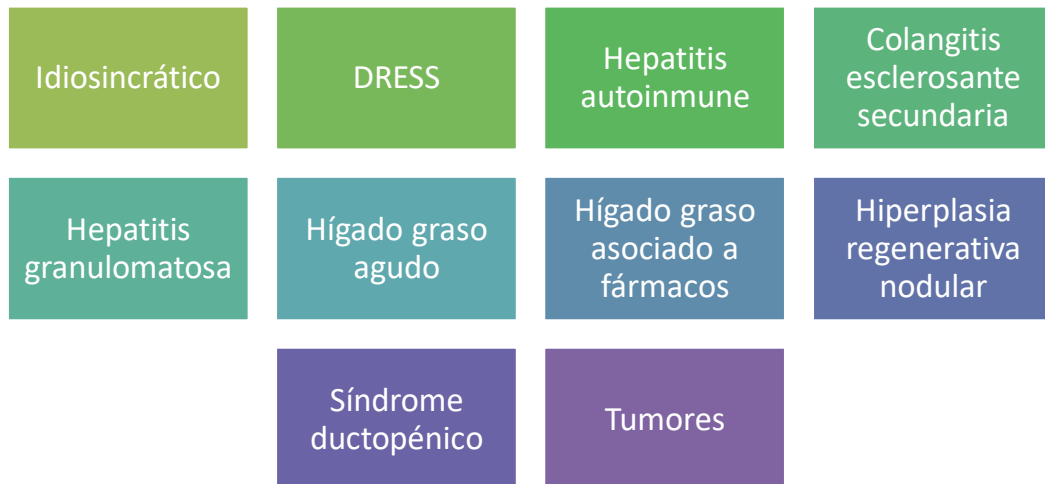 Idiosincrático
DRESS
Hepatitis
autoinmune
Colangitis
esclerosante
secundaria
Hepatitis
granulomatosa
Hígado graso
agudo
Hígado graso
asociado a
fármacos
Hiperplasia
regenerativa
nodular
Síndrome
ductopénico
Tumores